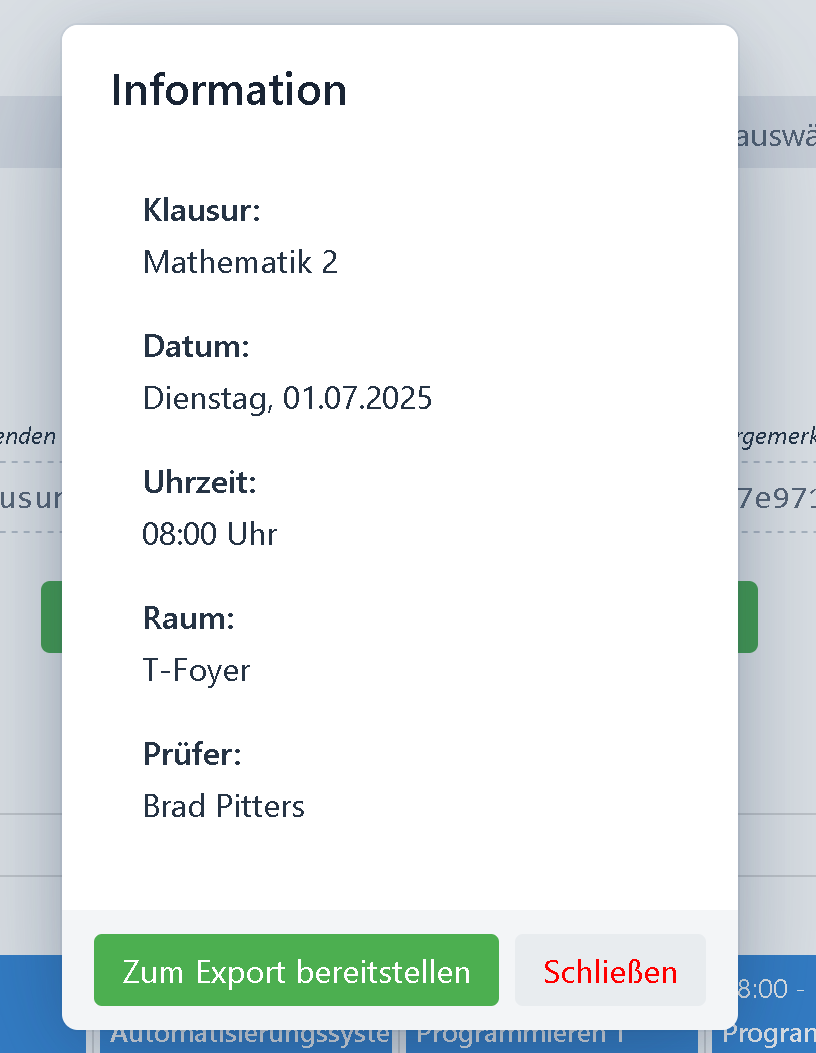 Information
auswä
Klausur:
Mathematik 2
Datum:
Dienstag, 01.07.2025
enden
rgemerk
Uhrzeit:
usur
7e971
08:00 Uhr
Raum:
T-Foyer
Prüfer:
Brad Pitters
Zum Export bereitstellen
Schließen
8:00 -
Automatisierungssyste
Programmieren 1
Program